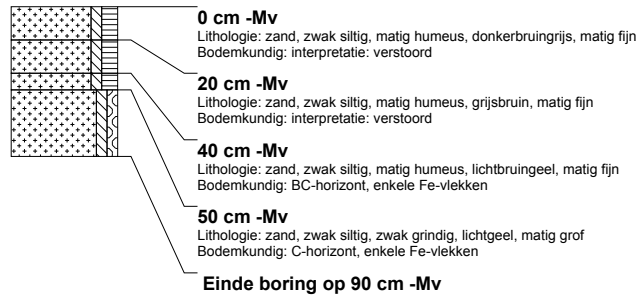 0 cm -Mv
Lithologie: zand, zwak siltig, matig humeus, donkerbruingrijs, matig fijn
Bodemkundig: interpretatie: verstoord
20 cm -Mv
Lithologie: zand, zwak siltig, matig humeus, grijsbruin, matig fijn
Bodemkundig: interpretatie: verstoord
40 cm -Mv
Lithologie: zand, zwak siltig, matig humeus, lichtbruingeel, matig fijn
Bodemkundig: BC-horizont, enkele Fe-vlekken
50 cm -Mv
Lithologie: zand, zwak siltig, zwak grindig, lichtgeel, matig grof
Bodemkundig: C-horizont, enkele Fe-vlekken
Einde boring op 90 cm -Mv